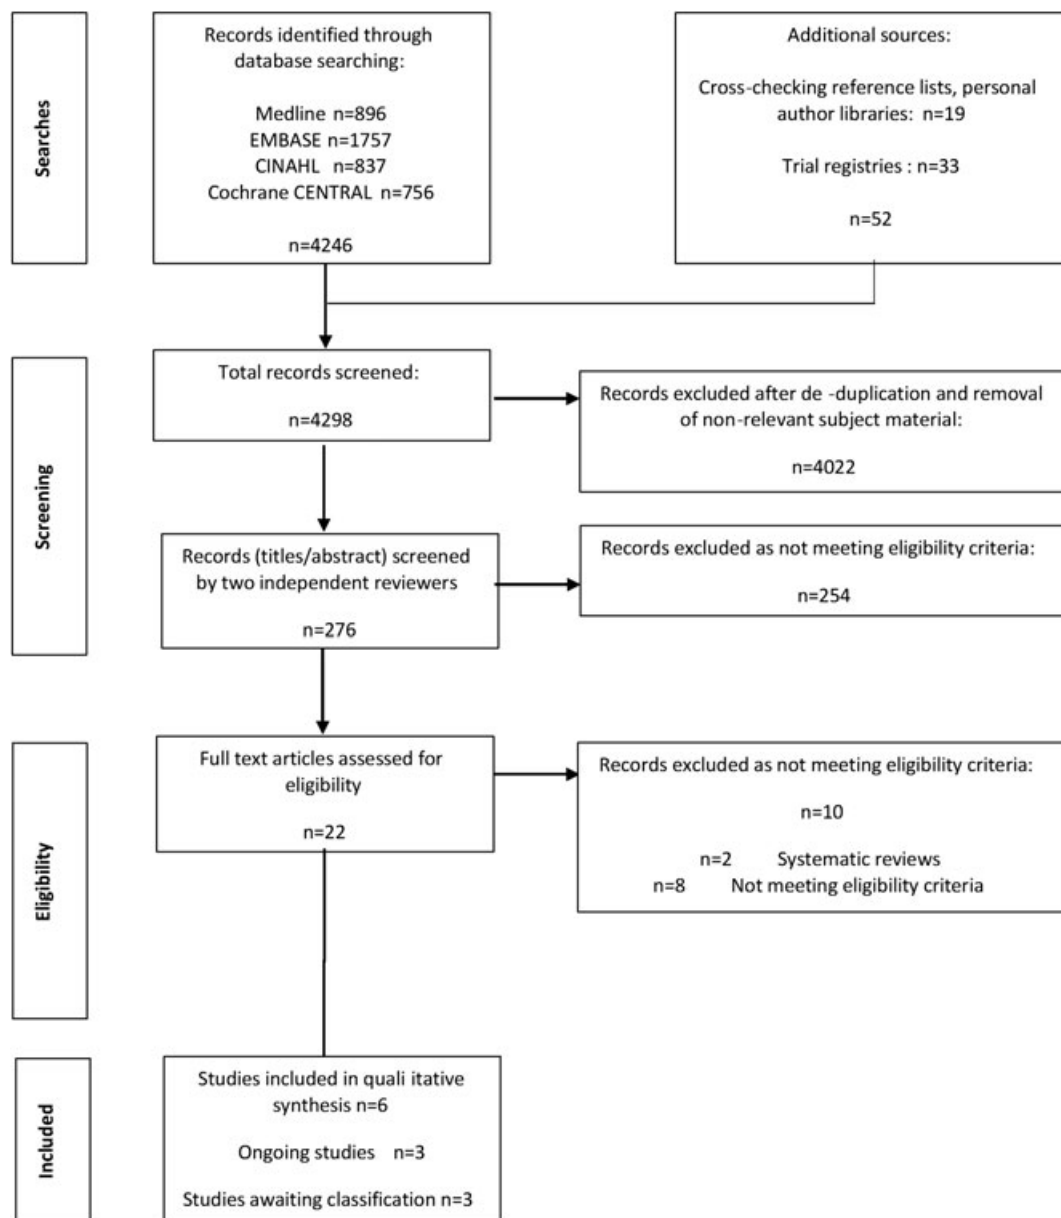 Searches
Records identified through
database searching:
Medline n=896
EMBASE n=1757
CINAHL n=837
Cochrane CENTRAL n=756
n=4246
Additional sources:
Cross-checking reference lists, personal
author libraries: n=19
Trial registries : n=33
n=52
Screening
Total records screened:
n=4298
Records excluded after de -duplication and removal
of non-relevant subject material:
n=4022
Records (titles/abstract) screened
by two independent reviewers
n=276
Records excluded as not meeting eligibility criteria:
n=254
Eligibility
Full text articles assessed for
eligibility
n=22
Records excluded as not meeting eligibility criteria:
n=10
n=2 Systematic reviews
n=8 Not meeting eligibility criteria
Included
Studies included in quali itative
synthesis n=6
Ongoing studies n=3
Studies awaiting classification n=3